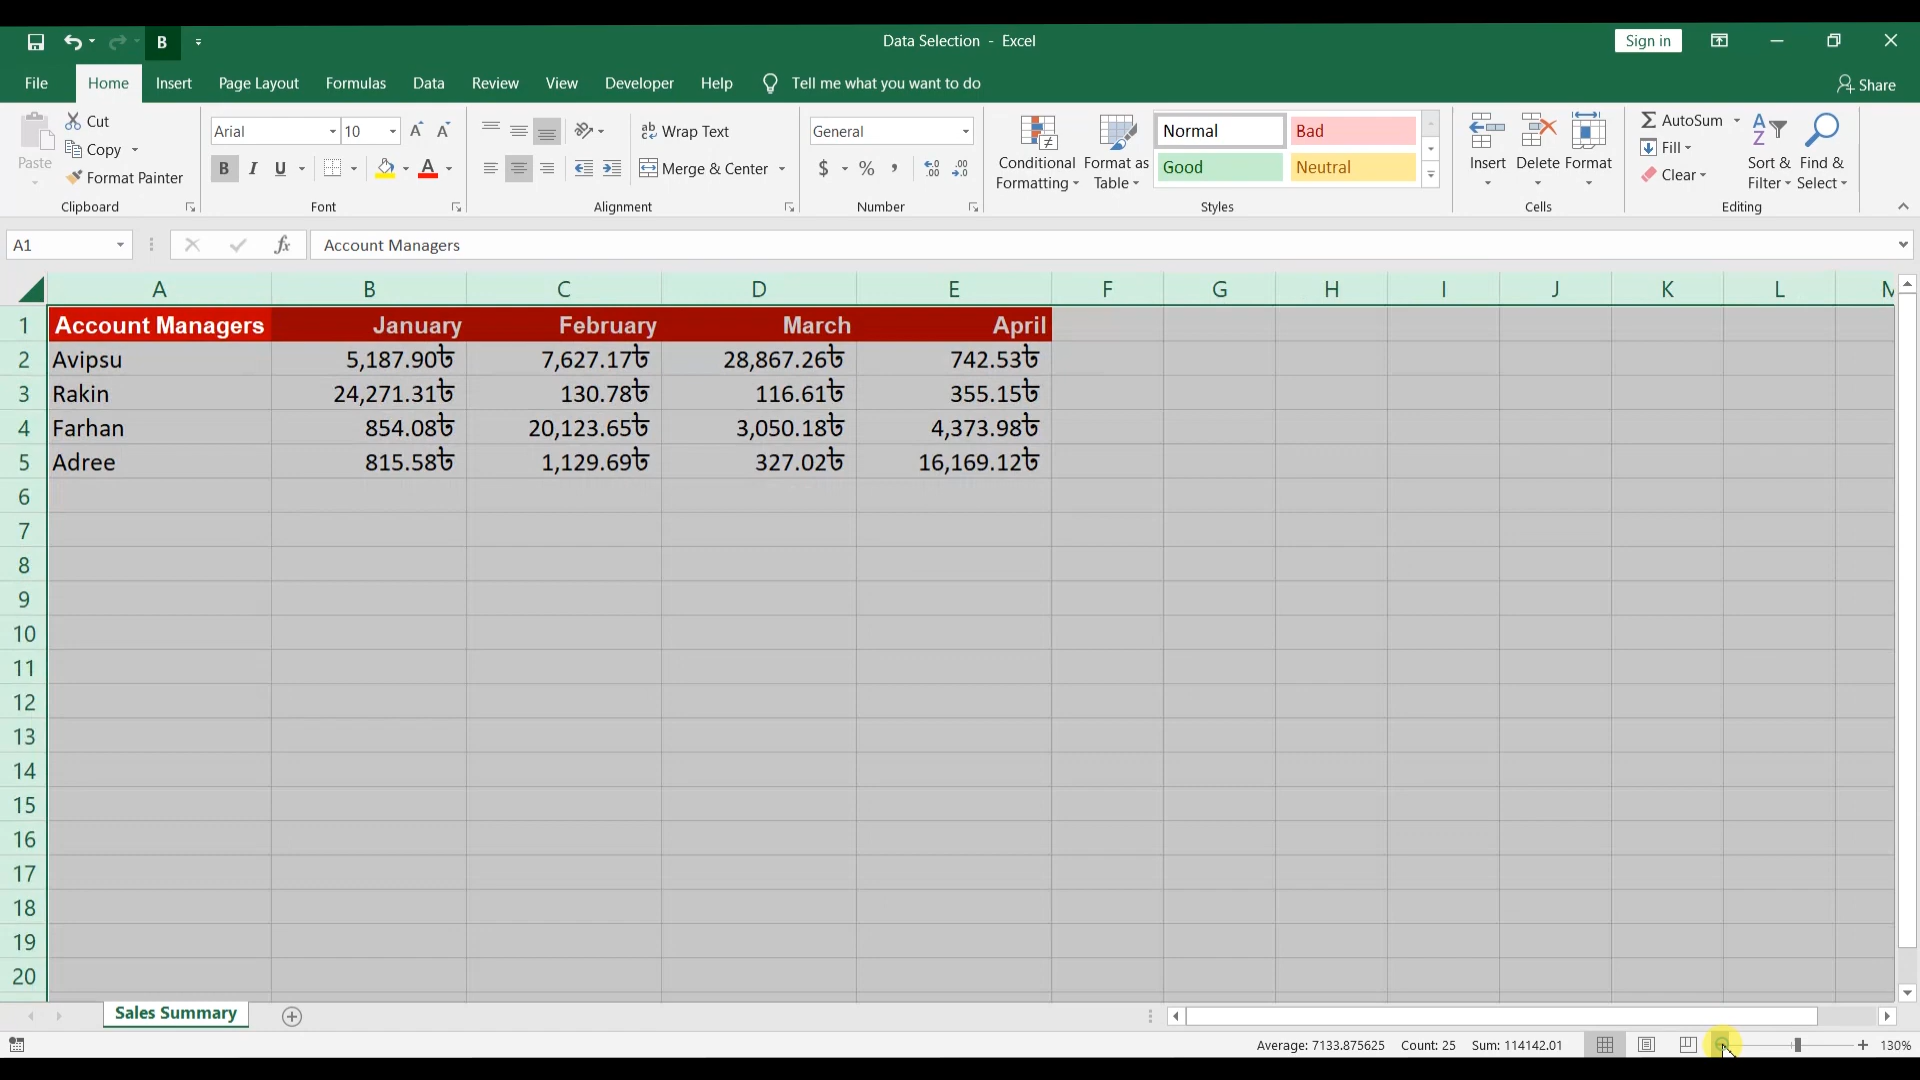 B
Data Selection - Excel
Sign in
File Home Insert Page Layout Formulas Data Review View Developer Help Tell me what you want to do
Share
Paste
Cut
Copy
Format Painter
Clipboard
Arial 10
A A
B I U A
Font
ab Wrap Text
Merge & Center
Alignment
General
$ % ,
Number
Conditional Formatting
Format as Table
Normal Bad
Good Neutral
Styles
Insert Delete Format
Cells
AutoSum
Fill
Clear
Sort & Filter
Find & Select
Editing
A1 fx Account Managers
A B C D E F G H I J K L
1 Account Managers January February March April
2 Avipsu 5,187.90৳ 7,627.17৳ 28,867.26৳ 742.53৳
3 Rakin 24,271.31৳ 130.78৳ 116.61৳ 355.15৳
4 Farhan 854.08৳ 20,123.65৳ 3,050.18৳ 4,373.98৳
5 Adree 815.58৳ 1,129.69৳ 327.02৳ 16,169.12৳
6
7
8
9
10
11
12
13
14
15
16
17
18
19
20
Sales Summary
Average: 7133.875625 Count: 25 Sum: 114142.01 130%